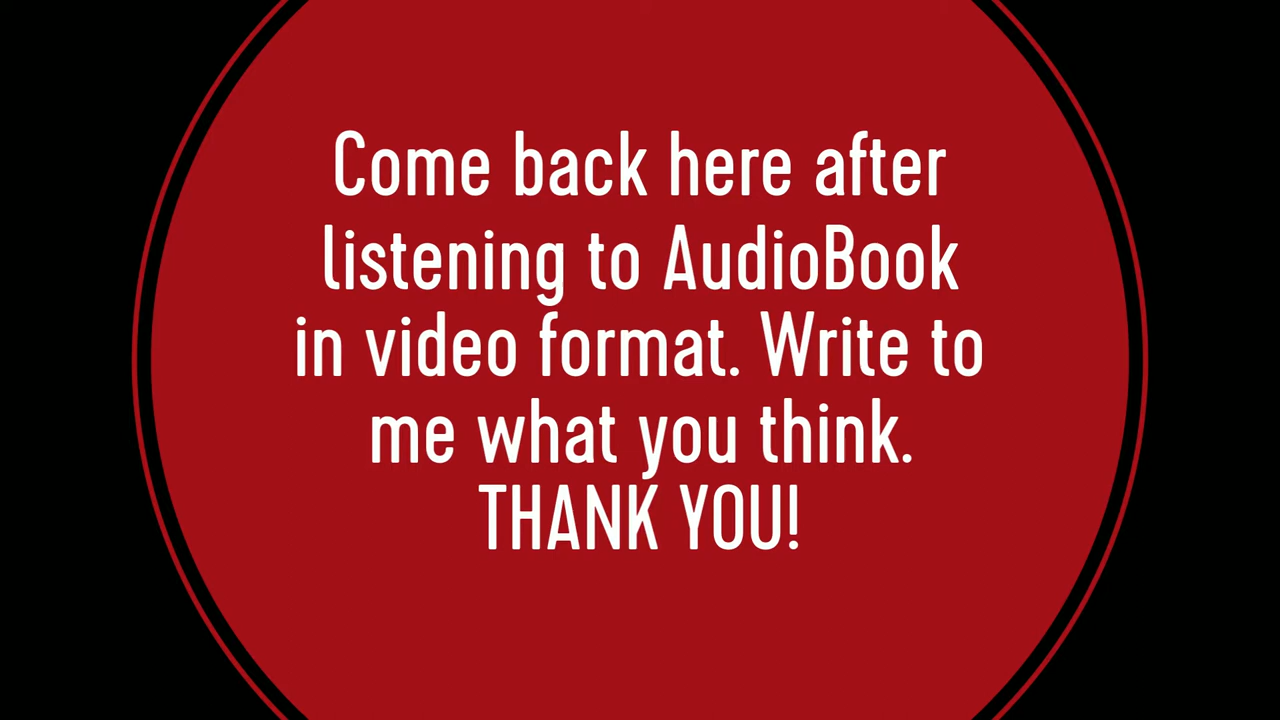 Come back here after
listening to AudioBook
in video format. Write to
me what you think.
THANK YOU!